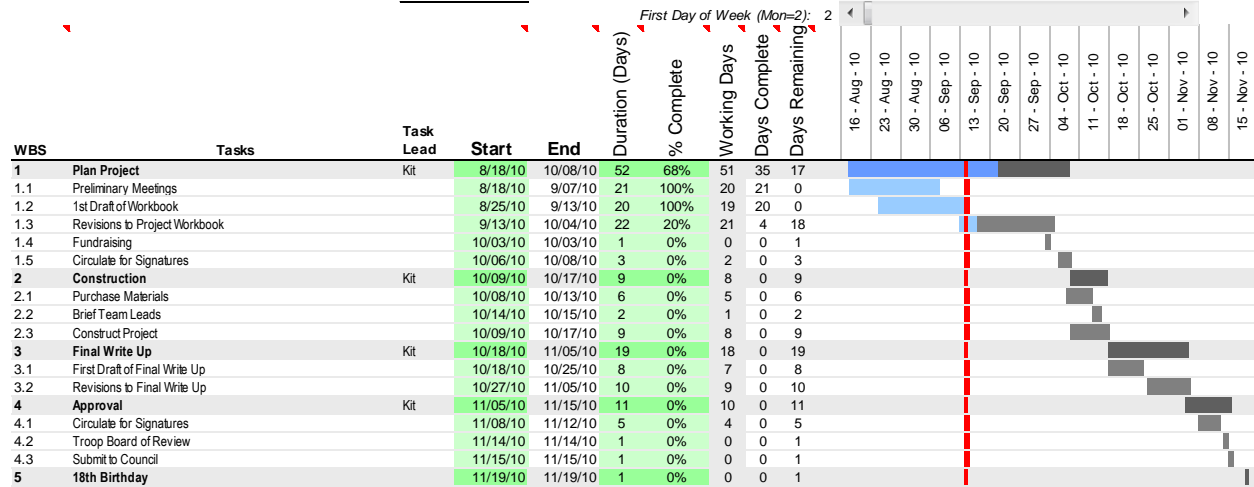 First Day of Week (Mon=2): 2
WBS Tasks Task Lead Start End Duration (Days) % Complete Working Days Days Complete Days Remaining 16 - Aug - 10 23 - Aug - 10 30 - Aug - 10 06 - Sep - 10 13 - Sep - 10 20 - Sep - 10 27 - Sep - 10 04 - Oct - 10 11 - Oct - 10 18 - Oct - 10 25 - Oct - 10 01 - Nov - 10 08 - Nov - 10 15 - Nov - 10
1 Plan Project Kit 8/18/10 10/08/10 52 68% 51 35 17
1.1 Preliminary Meetings 8/18/10 9/07/10 21 100% 20 21 0
1.2 1st Draft of Workbook 8/25/10 9/13/10 20 100% 19 20 0
1.3 Revisions to Project Workbook 9/13/10 10/04/10 22 20% 21 4 18
1.4 Fundraising 10/03/10 10/03/10 1 0% 0 0 1
1.5 Circulate for Signatures 10/06/10 10/08/10 3 0% 2 0 3
2 Construction Kit 10/09/10 10/17/10 9 0% 8 0 9
2.1 Purchase Materials 10/08/10 10/13/10 6 0% 5 0 6
2.2 Brief Team Leads 10/14/10 10/15/10 2 0% 1 0 2
2.3 Construct Project 10/09/10 10/17/10 9 0% 8 0 9
3 Final Write Up Kit 10/18/10 11/05/10 19 0% 18 0 19
3.1 First Draft of Final Write Up 10/18/10 10/25/10 8 0% 7 0 8
3.2 Revisions to Final Write Up 10/27/10 11/05/10 10 0% 9 0 10
4 Approval Kit 11/05/10 11/15/10 11 0% 10 0 11
4.1 Circulate for Signatures 11/08/10 11/12/10 5 0% 4 0 5
4.2 Troop Board of Review 11/14/10 11/14/10 1 0% 0 0 1
4.3 Submit to Council 11/15/10 11/15/10 1 0% 0 0 1
5 18th Birthday 11/19/10 11/19/10 1 0% 0 0 1